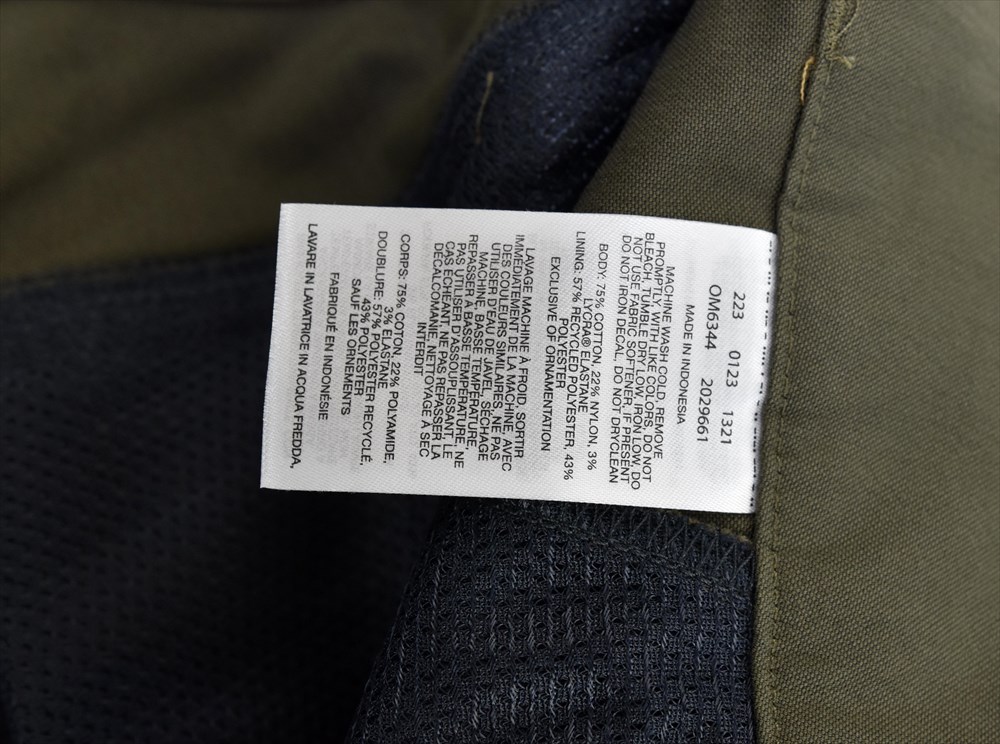 223 0123 1321
OM6344 2029661
MADE IN INDONESIA
MACHINE WASH COLD, REMOVE
PROMPTLY, WITH LIKE COLORS, DO NOT
BLEACH, TUMBLE DRY LOW, IRON LOW, DO
NOT USE FABRIC SOFTENER, IF PRESENT
DO NOT IRON DECAL, DO NOT DRYCLEAN
BODY: 75% COTTON, 22% NYLON, 3%
LYCRA® ELASTANE
LINING: 57% RECYCLED POLYESTER, 43%
POLYESTER
EXCLUSIVE OF ORNAMENTATION
LAVAGE MACHINE À FROID, SORTIR
IMMÉDIATEMENT DE LA MACHINE, AVEC
DES COULEURS SIMILAIRES, NE PAS
UTILISER D'EAU DE JAVEL, SÉCHAGE
MACHINE, BASSE TEMPÉRATURE,
REPASSER À BASSE TEMPÉRATURE, NE
PAS UTILISER D'ASSOUPLISSANT, LE
CAS ECHEANT, NE PAS REPASSER LA
DÉCALCOMANIE, NETTOYAGE À SEC
INTERDIT
CORPS: 75% COTON, 22% POLYAMIDE,
3% ELASTANE
DOUBLURE: 57% POLYESTER RECYCLÉ,
43% POLYESTER
SAUF LES ORNEMENTS
FABRIQUÉ EN INDONÉSIE
LAVARE IN LAVATRICE IN ACQUA FREDDA,